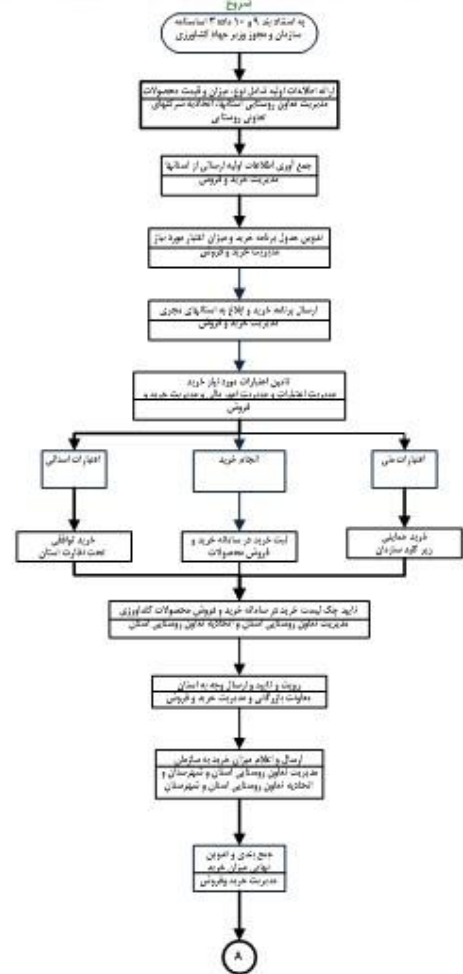 شروع
به استناد بند ۹ و ۱۰ ماده ۳ اساسنامه
سازمان و مجوز وزیر جهاد کشاورزی
ارائه اطلاعات اولیه شامل نوع، میزان و قیمت محصولات
مدیریت تعاون روستایی استانها، اتحادیه شرکتهای
تعاونی روستایی
جمع آوری اطلاعات اولیه ارسالی از استانها
مدیریت خرید و فروش
تدوین جدول برنامه خرید و میزان اعتبار مورد نیاز
مدیریت خرید و فروش
ارسال برنامه خرید و ابلاغ به استانهای مجری
مدیریت خرید و فروش
تامین اعتبارات مورد نیاز خرید
مدیریت اعتبارات و مدیریت امور مالی و مدیریت خرید و
فروش
اعتبارات ملی
انجام خرید
اعتبارات استانی
خرید حمایتی
زیر کلید سازمان
ثبت خرید در سامانه خرید و
فروش محصولات
خرید توافقی
تحت نظارت استان
تایید چک لیست خرید در سامانه خرید و فروش محصولات کشاورزی
مدیریت تعاون روستایی استان و اتحادیه تعاون روستایی استان
رویت و تایید و ارسال وجه به استان
معاونت بازرگانی و مدیریت خرید و فروش
ارسال و اعلام میزان خرید به سازمان
مدیریت تعاون روستایی استان و شهرستان و
اتحادیه تعاون روستایی استان و شهرستان
جمع بندی و تدوین
نهایی میزان خرید
مدیریت خرید وفروش
A